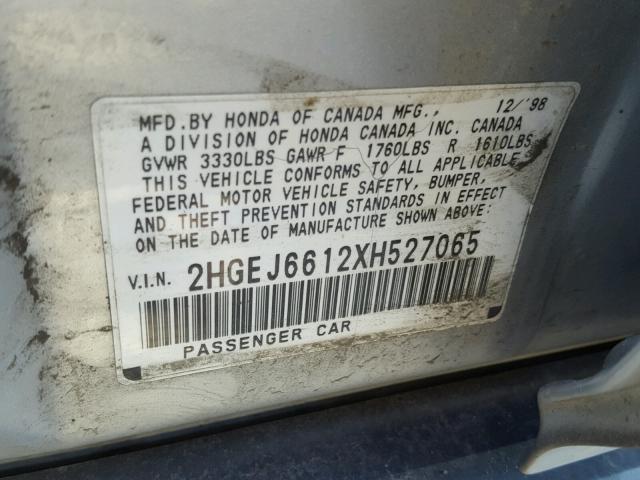 MFD.BY HONDA OF CANADA MFG., 12/'98
A DIVISION OF HONDA CANADA INC. CANADA
GVWR 3330LBS GAWR F 1760LBS R 1610LBS
THIS VEHICLE CONFORMS TO ALL APPLICABLE
FEDERAL MOTOR VEHICLE SAFETY, BUMPER,
AND THEFT PREVENTION STANDARDS IN EFFECT
ON THE DATE OF MANUFACTURE SHOWN ABOVE:
V.I.N. 2HGEJ6612XH527065
PASSENGER CAR